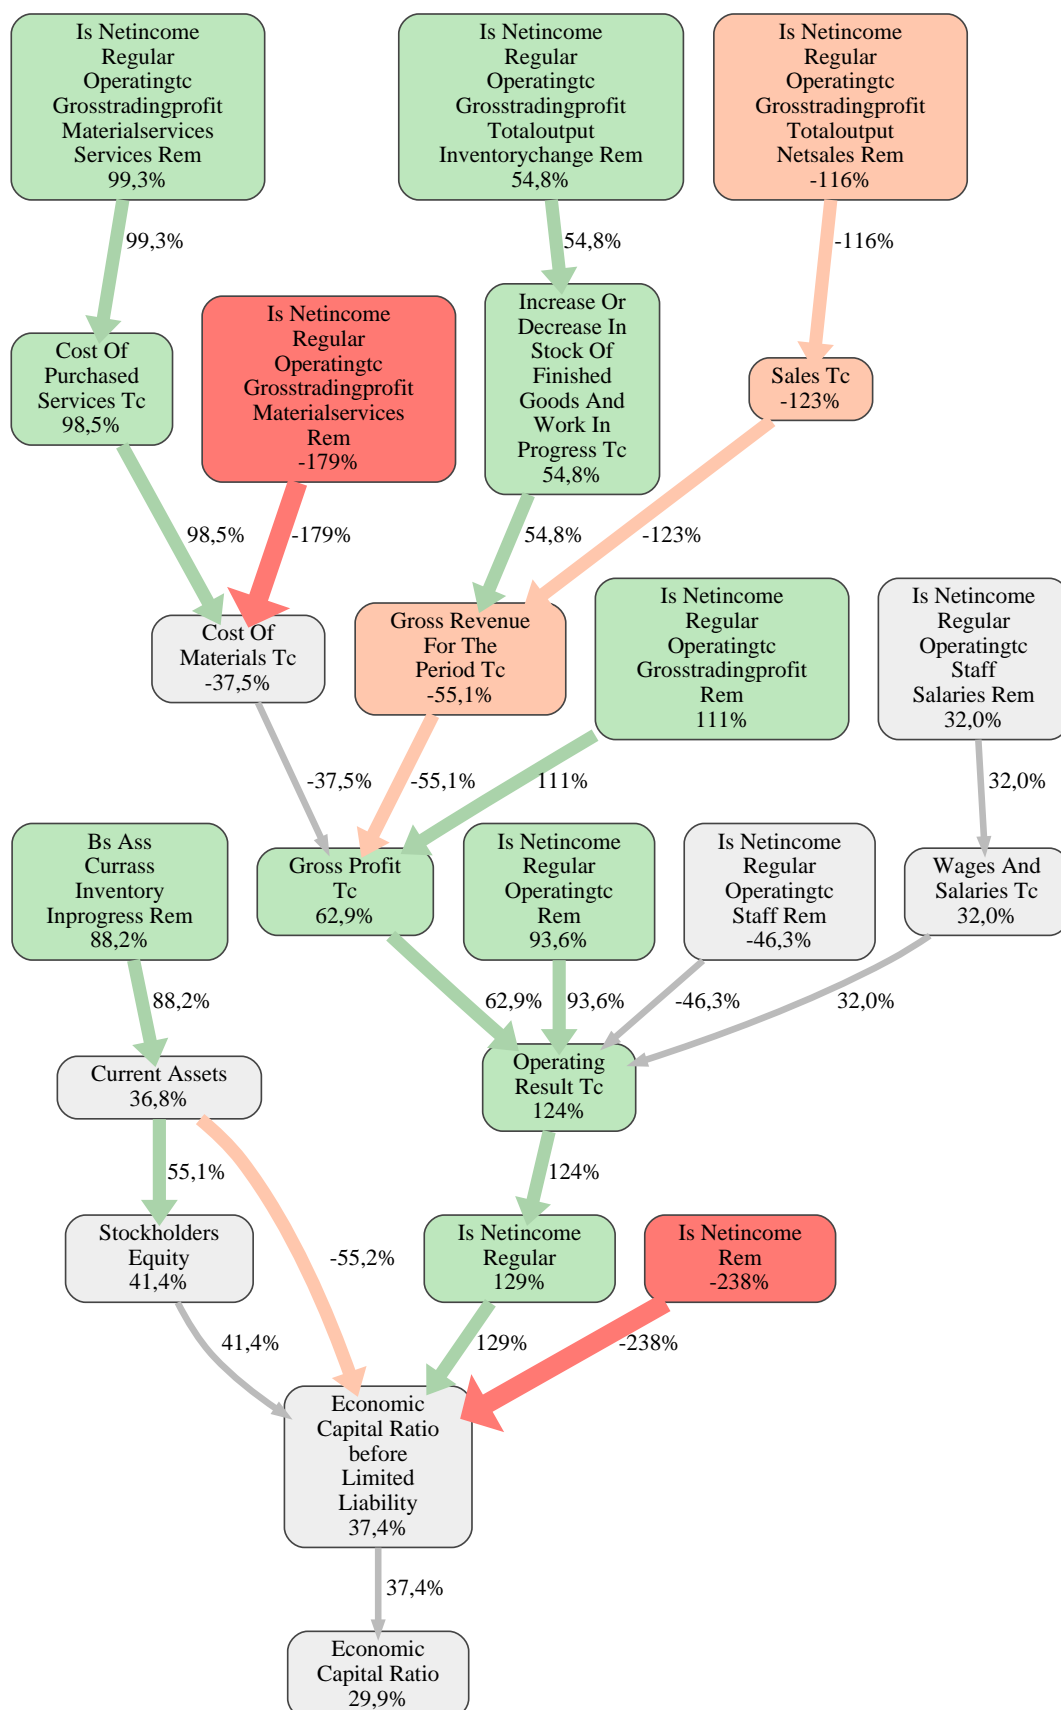 Is Netincome
Regular
Operatingtc
Grosstradingprofit
Materialservices
Services Rem
99,3%
Is Netincome
Regular
Operatingtc
Grosstradingprofit
Totaloutput
Inventorychange Rem
54,8%
Is Netincome
Regular
Operatingtc
Grosstradingprofit
Totaloutput
Netsales Rem
-116%
99,3%
54,8%
-116%
Cost Of
Purchased
Services Tc
98,5%
Is Netincome
Regular
Operatingtc
Grosstradingprofit
Materialservices
Rem
-179%
Increase Or
Decrease In
Stock Of
Finished
Goods And
Work In
Progress Tc
54,8%
Sales Tc
-123%
98,5%
-179%
54,8%
-123%
Cost Of
Materials Tc
-37,5%
Gross Revenue
For The
Period Tc
-55,1%
Is Netincome
Regular
Operatingtc
Grosstradingprofit
Rem
111%
Is Netincome
Regular
Operatingtc
Staff
Salaries Rem
32,0%
-37,5%
-55,1%
111%
32,0%
Bs Ass
Currass
Inventory
Inprogress Rem
88,2%
Gross Profit
Tc
62,9%
Is Netincome
Regular
Operatingtc
Rem
93,6%
Is Netincome
Regular
Operatingtc
Staff Rem
-46,3%
Wages And
Salaries Tc
32,0%
88,2%
62,9%
93,6%
-46,3%
32,0%
Current Assets
36,8%
Operating
Result Tc
124%
55,1%
-55,2%
124%
Stockholders
Equity
41,4%
Is Netincome
Regular
129%
Is Netincome
Rem
-238%
41,4%
129%
-238%
Economic
Capital Ratio
before
Limited
Liability
37,4%
37,4%
Economic
Capital Ratio
29,9%